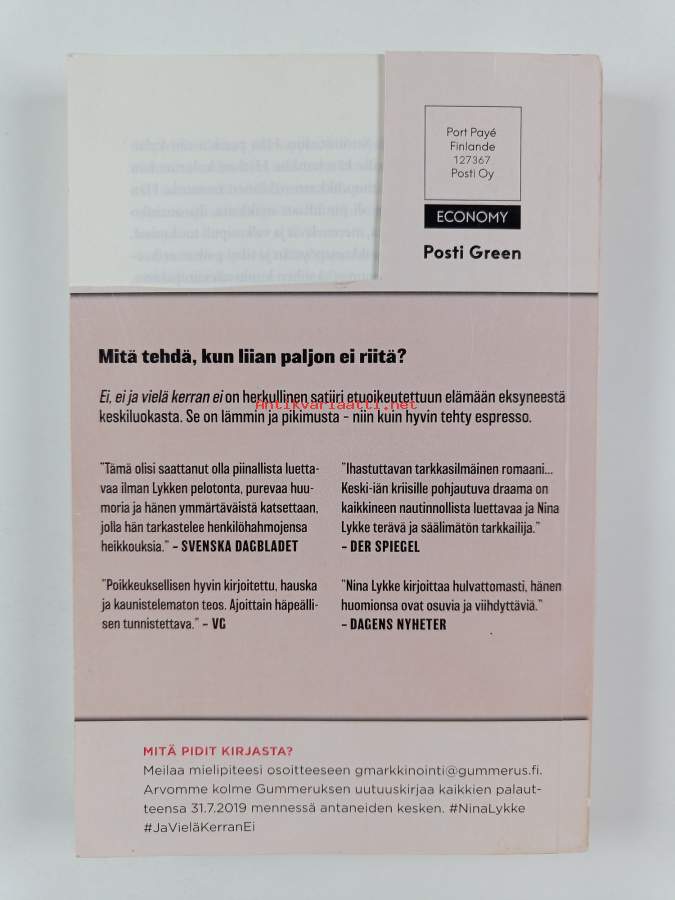 Port Payé
Finlande
127367
Posti Oy
ECONOMY
Posti Green
Mitä tehdä, kun liian paljon ei riitä?
Ei, ei ja vielä kerran ei on herkullinen satiiri etuoikeutettuun elämään eksyneestä
Antikvariaatti.net
keskiluokasta. Se on lämmin ja pikimusta – niin kuin hyvin tehty espresso.
"Tämä olisi saattanut olla piinallista luetta-
vaa ilman Lykken pelotonta, purevaa huu-
moria ja hänen ymmärtäväistä katsettaan,
jolla hän tarkastelee henkilöhahmojensa
heikkouksia." – SVENSKA DAGBLADET
"Poikkeuksellisen hyvin kirjoitettu, hauska
ja kaunistelematon teos. Ajoittain häpeälli-
sen tunnistettava." – VG
"Ihastuttavan tarkkasilmäinen romaani...
Keski-iän kriisille pohjautuva draama on
kaikkineen nautinnollista luettavaa ja Nina
Lykke terävä ja säälimätön tarkkailija."
– DER SPIEGEL
"Nina Lykke kirjoittaa hulvattomasti, hänen
huomionsa ovat osuvia ja viihdyttäviä."
– DAGENS NYHETER
MITÄ PIDIT KIRJASTA?
Meilaa mielipiteesi osoitteeseen gmarkkinointi@gummerus.fi.
Arvomme kolme Gummeruksen uutuuskirjaa kaikkien palaut-
teensa 31.7.2019 mennessä antaneiden kesken. #NinaLykke
#JaVieläKerranEi